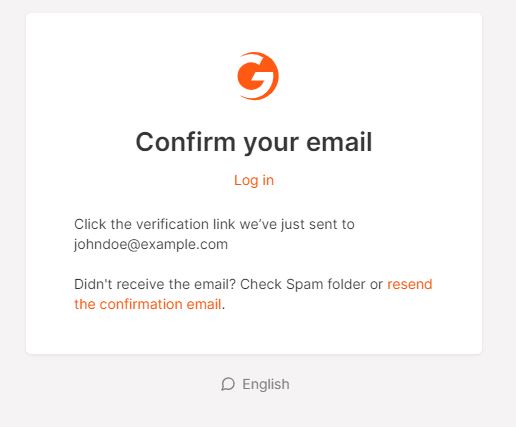 Confirm your email
Log in
Click the verification link we’ve just sent to
johndoe@example.com
Didn't receive the email? Check Spam folder or resend
the confirmation email.
English